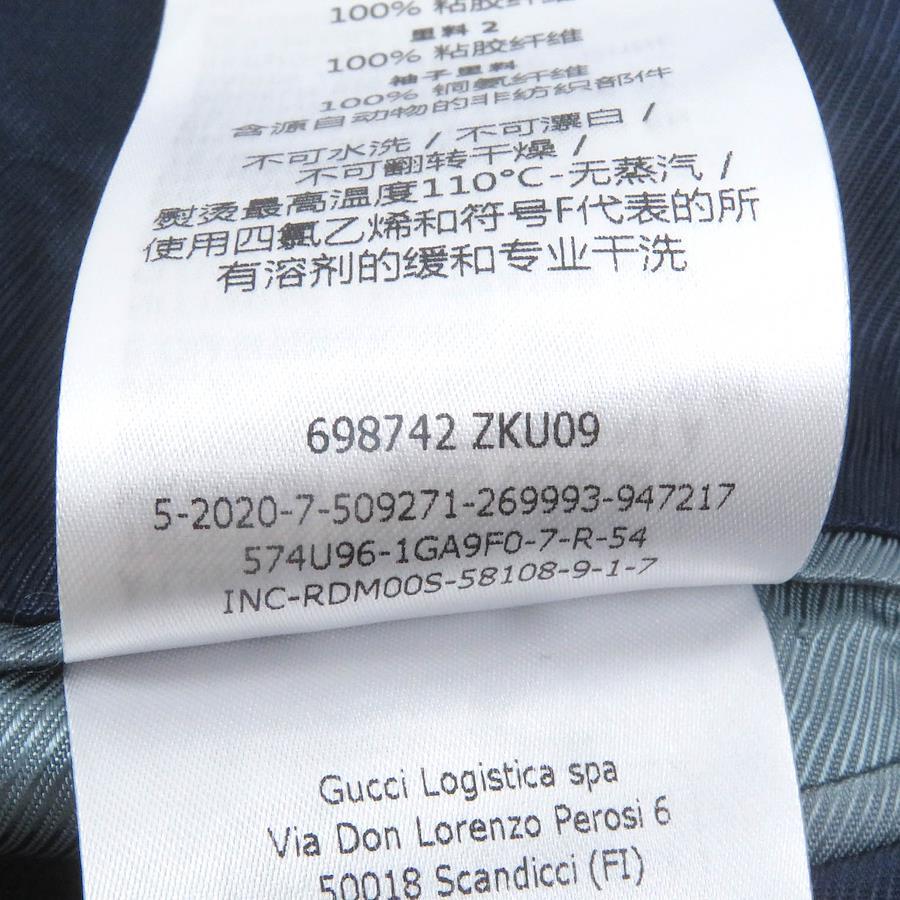 100% 粘胶纤维
里料 2
100% 粘胶纤维
袖子里料
100% 铜氨纤维
含源自动物的非纺织部件
不可水洗 / 不可漂白 /
不可翻转干燥 /
熨烫最高温度110°C-无蒸汽 /
使用四氯乙烯和符号F代表的所
有溶剂的缓和专业干洗
698742 ZKU09
5-2020-7-509271-269993-947217
574U96-1GA9F0-7-R-54
INC-RDM00S-58108-9-1-7
Gucci Logistica spa
Via Don Lorenzo Perosi 6
50018 Scandicci (FI)